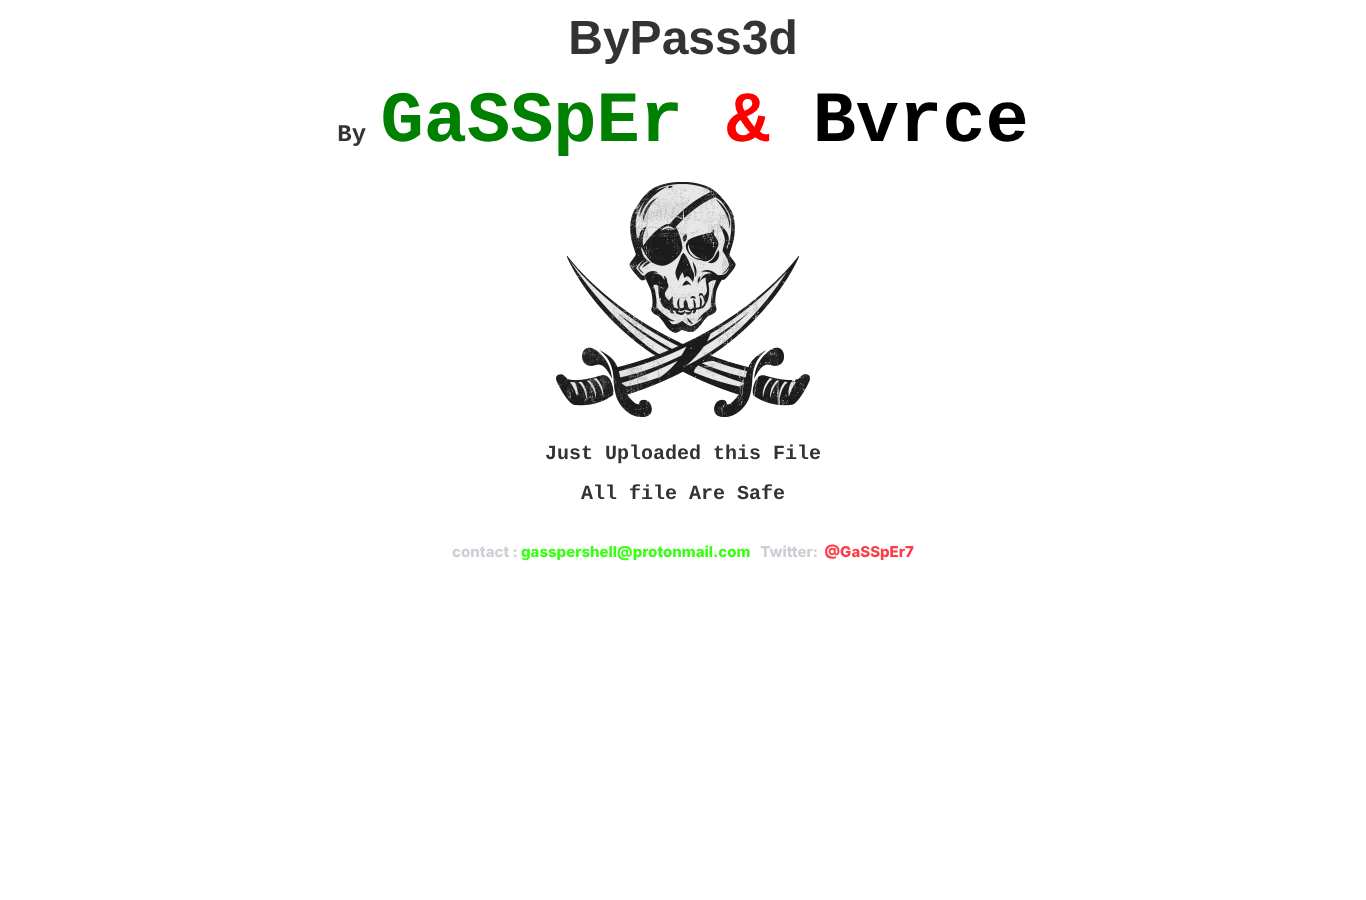 ByPass3d
By GaSSpEr & Bvrce
Just Uploaded this File
All file Are Safe
contact : gasspershell@protonmail.com Twitter: @GaSSpEr7